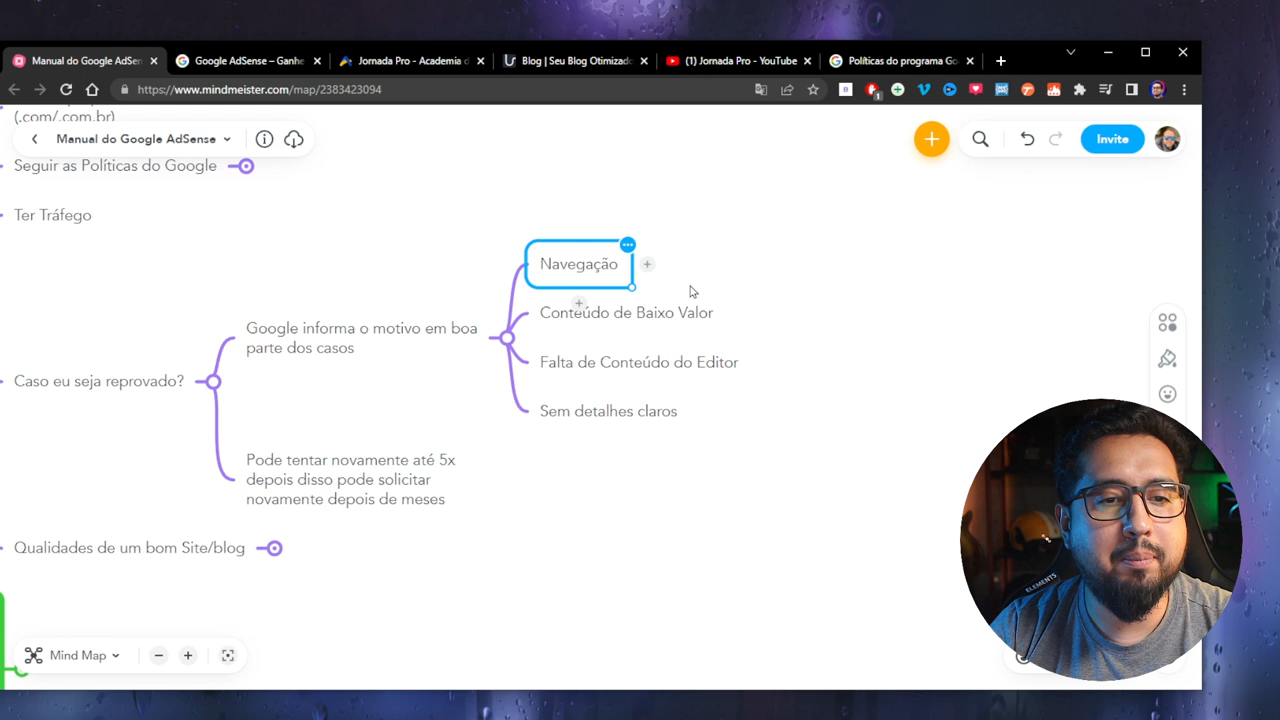 Manual do Google AdSen
Google AdSense – Ganhe
Jornada Pro - Academia d
Blog | Seu Blog Otimizado
(1) Jornada Pro - YouTube
Políticas do programa Go
https://www.mindmeister.com/map/2383423094
1
(.com/.com.br)
Manual do Google AdSense
Invite
Seguir as Políticas do Google
Ter Tráfego
Navegação
Conteúdo de Baixo Valor
Google informa o motivo em boa
parte dos casos
Falta de Conteúdo do Editor
Caso eu seja reprovado?
Sem detalhes claros
Pode tentar novamente até 5x
depois disso pode solicitar
novamente depois de meses
Qualidades de um bom Site/blog
ELEMENTS
Mind Map